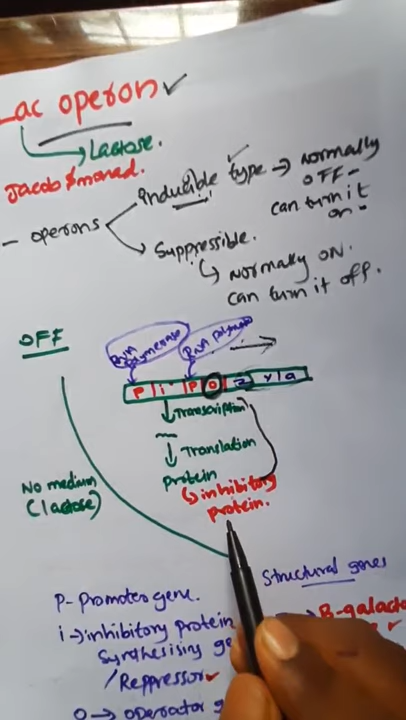 Lac operon ✓
Lactose.
Jacob & monad.
- operons
Inducible type → normally
OFF -
can turn it
on -
Suppressible.
↳ normally ON.
can turn it off.
OFF
RNA polymerase
RNA polymerase
P | i | P | O | z | y | a
Transcription
Translation
protein
↳ inhibitory
protein.
No medium
(lactose)
Structural genes
P- Promoter gene.
i → inhibitory protein
synthesising
/Repressor
B-galacto
O → operator